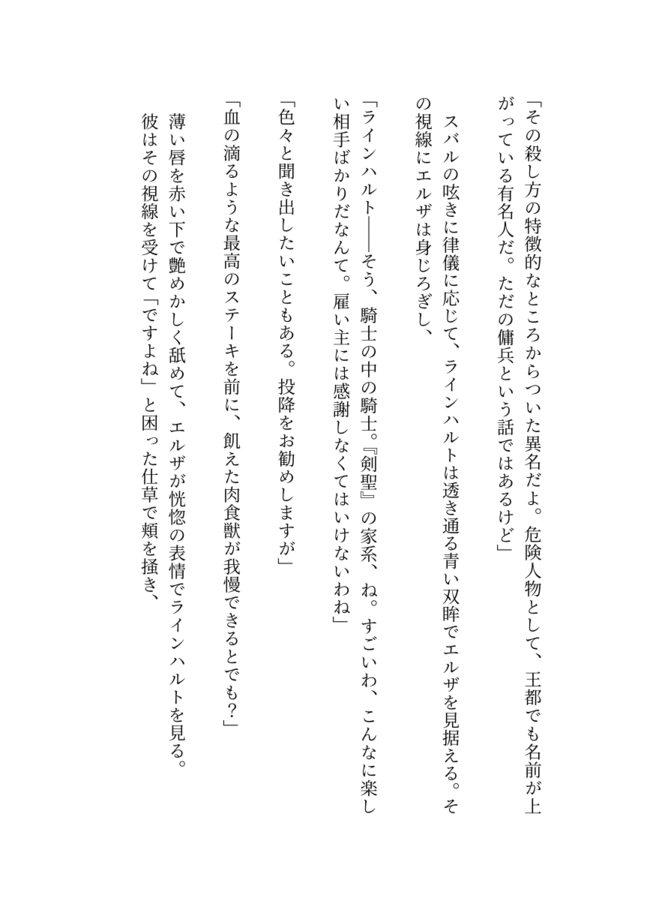 「その殺し方の特徴的なところからついた異名だよ。危険人物として、王都でも名前が上
がっている有名人だ。ただの傭兵という話ではあるけど」
スバルの呟きに律儀に応じて、ラインハルトは透き通る青い双眸でエルザを見据える。そ
の視線にエルザは身じろぎし、
「ラインハルト――そう、騎士の中の騎士。『剣聖』の家系、ね。すごいわ、こんなに楽し
い相手ばかりだなんて。雇い主には感謝しなくてはいけないわね」
「色々と聞き出したいこともある。投降をお勧めしますが」
「血の滴るような最高のステーキを前に、飢えた肉食獣が我慢できるとでも？」
薄い唇を赤い下で艶めかしく舐めて、エルザが恍惚の表情でラインハルトを見る。
彼はその視線を受けて「ですよね」と困った仕草で頬を掻き、